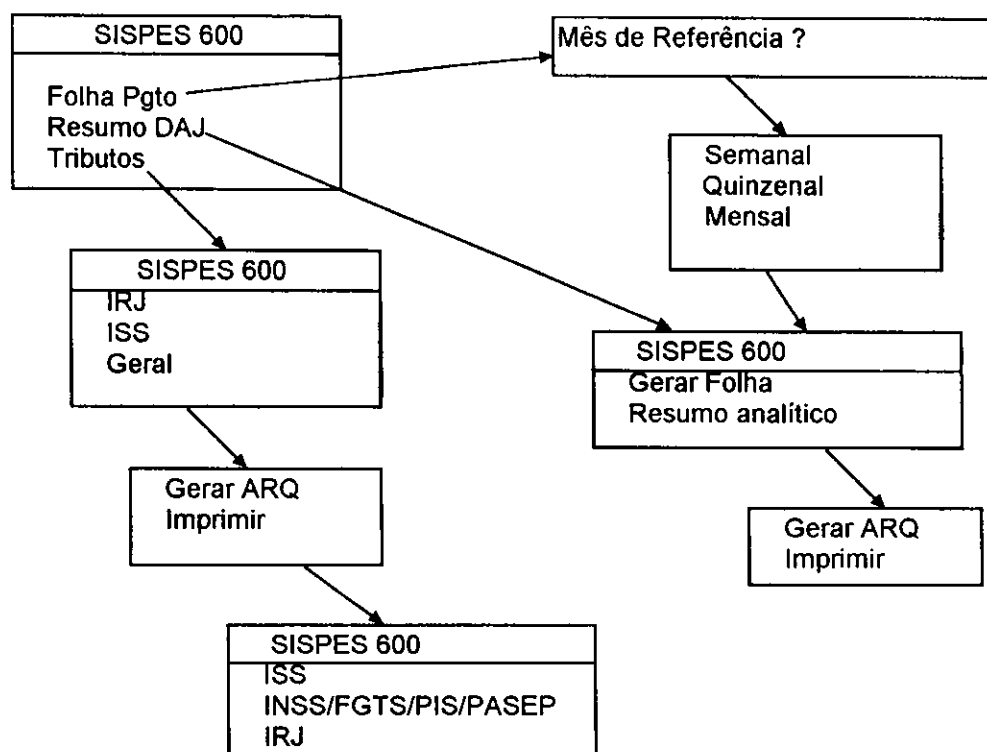 SISPES 600
Folha Pgto
Resumo DAJ
Tributos
Mês de Referência ?
Semanal
Quinzenal
Mensal
SISPES 600
IRJ
ISS
Geral
SISPES 600
Gerar Folha
Resumo analítico
Gerar ARQ
Imprimir
Gerar ARQ
Imprimir
SISPES 600
ISS
INSS/FGTS/PIS/PASEP
IRJ